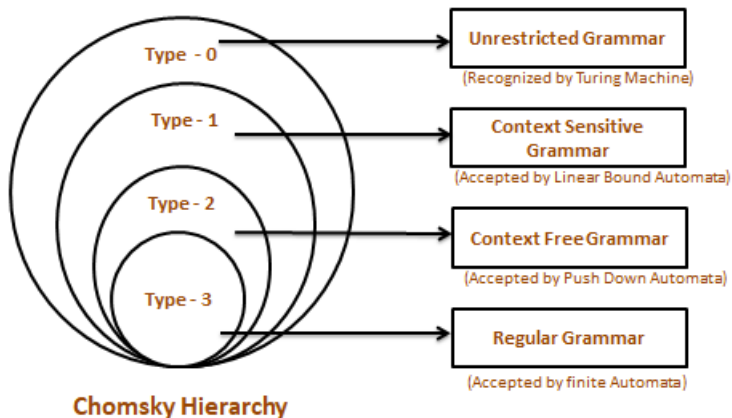 Type - 0
Unrestricted Grammar
(Recognized by Turing Machine)
Type - 1
Context Sensitive
Grammar
(Accepted by Linear Bound Automata)
Type - 2
Context Free Grammar
(Accepted by Push Down Automata)
Type - 3
Regular Grammar
(Accepted by finite Automata)
Chomsky Hierarchy